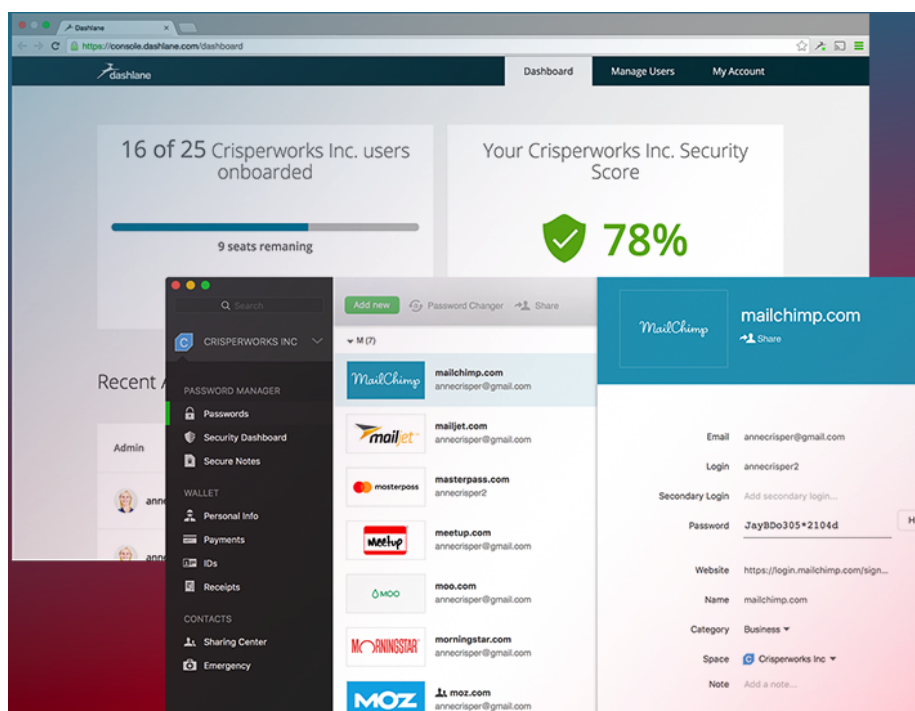 Dashlane
https://console.dashlane.com/dashboard
dashlane
Dashboard
Manage Users
My Account
16 of 25 Crisperworks Inc. users
onboarded
9 seats remaning
Your Crisperworks Inc. Security
Score
78%
Recent
Admin
Search
CRISPERWORKS INC
PASSWORD MANAGER
Passwords
Security Dashboard
Secure Notes
WALLET
Personal Info
Payments
IDs
Receipts
CONTACTS
Sharing Center
Emergency
Add new
Password Changer
Share
M (7)
MailChimp
mailchimp.com
annecrisper@gmail.com
mailjet
mailjet.com
annecrisper@gmail.com
masterpass
masterpass.com
annecrisper2
Meetup
meetup.com
annecrisper@gmail.com
MOO
moo.com
annecrisper@gmail.com
MORNINGSTAR
morningstar.com
annecrisper@gmail.com
MOZ
moz.com
annecrisper@gmail.com
MailChimp
mailchimp.com
Share
Email annecrisper@gmail.com
Login annecrisper2
Secondary Login Add secondary login...
Password JayBDo305*2104d
Website https://login.mailchimp.com/sign...
Name mailchimp.com
Category Business
Space Crisperworks Inc
Note Add a note...